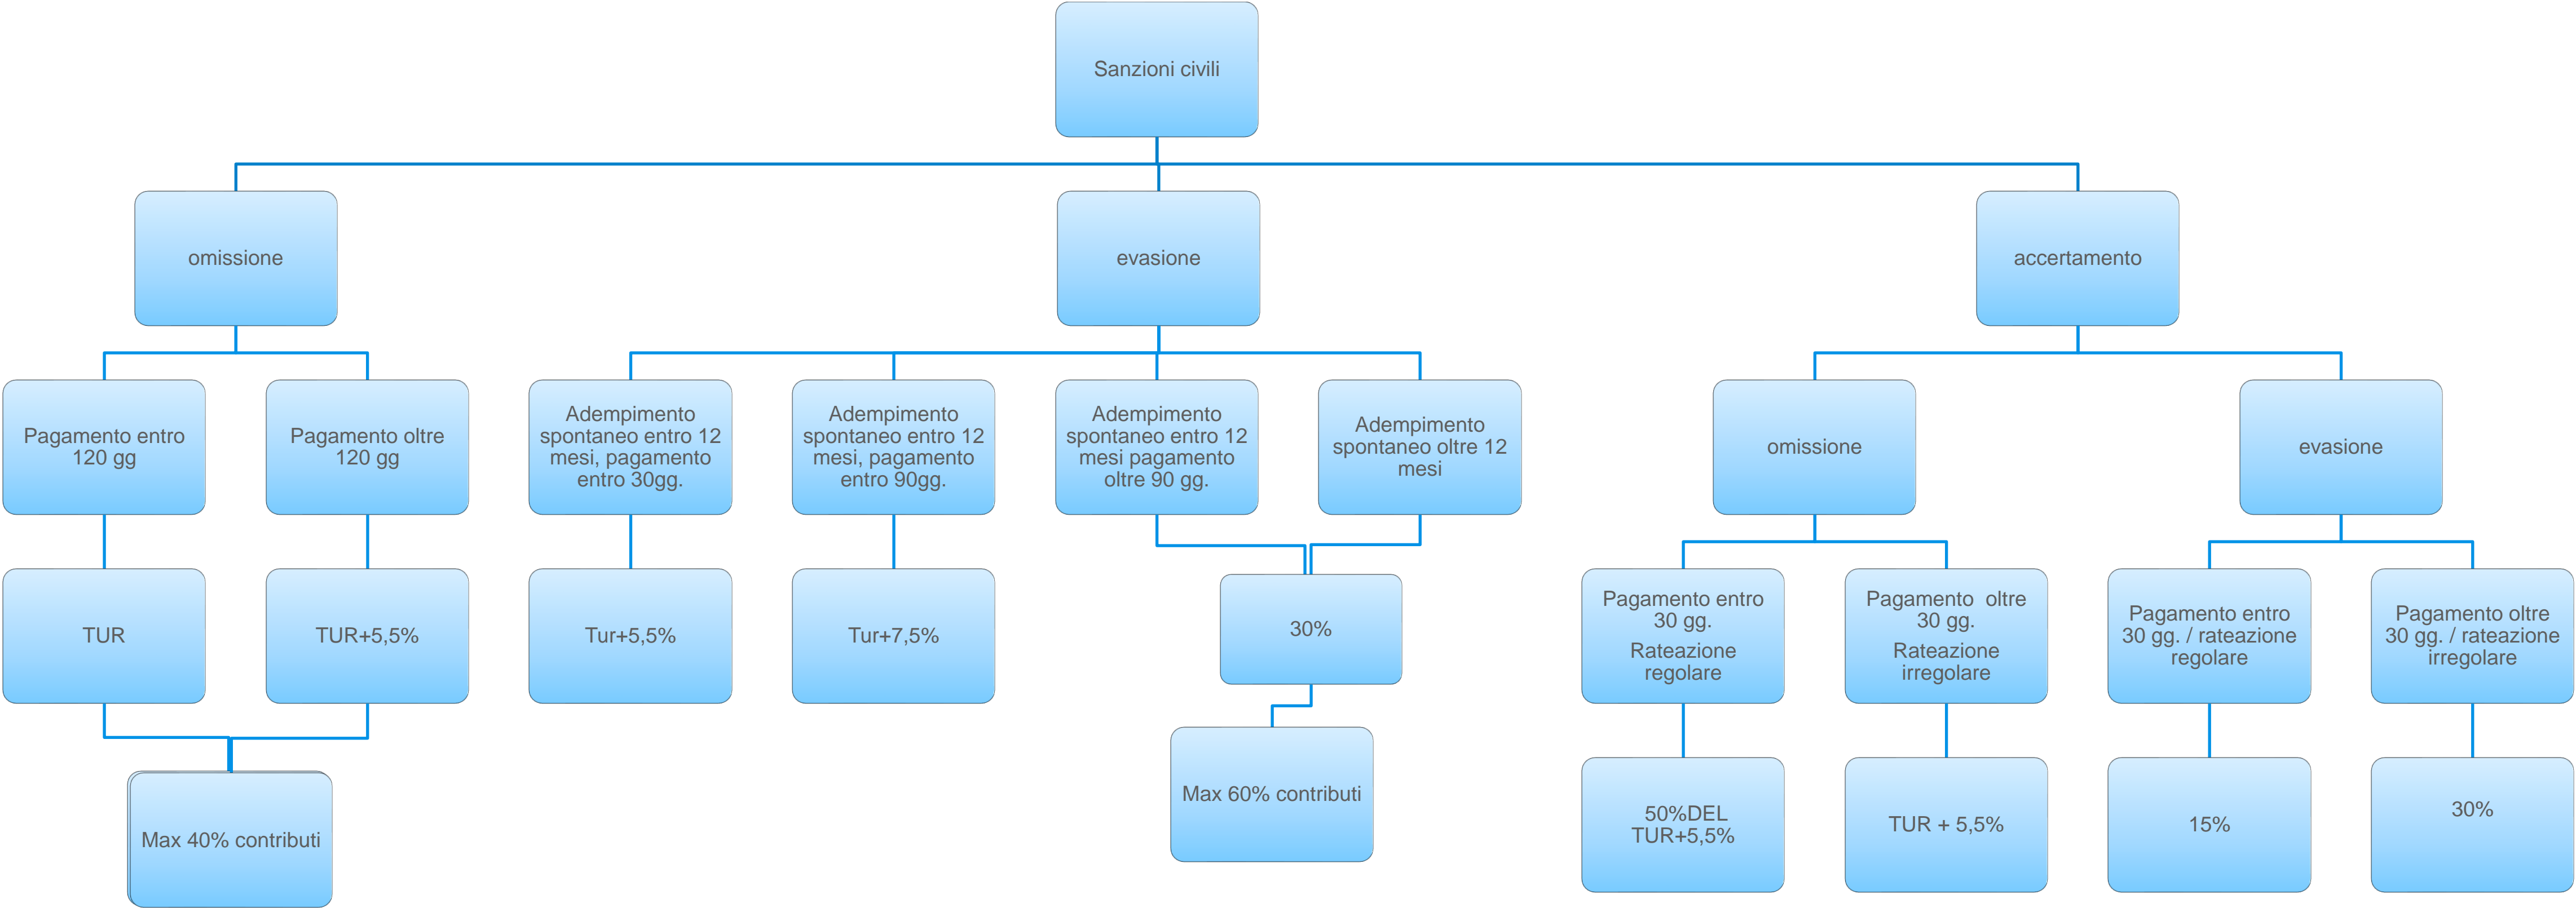 Sanzioni civili
omissione
evasione
accertamento
Pagamento entro
120 gg
Pagamento oltre
120 gg
Adempimento
spontaneo entro 12
mesi, pagamento
entro 30gg.
Adempimento
spontaneo entro 12
mesi, pagamento
entro 90gg.
Adempimento
spontaneo entro 12
mesi pagamento
oltre 90 gg.
Adempimento
spontaneo oltre 12
mesi
omissione
evasione
TUR
TUR+5,5%
Tur+5,5%
Tur+7,5%
30%
Pagamento entro
30 gg.
Rateazione
regolare
Pagamento  oltre
30 gg.
Rateazione
irregolare
Pagamento entro
30 gg. / rateazione
regolare
Pagamento oltre
30 gg. / rateazione
irregolare
Max 40% contributi
Max 60% contributi
50%DEL
TUR+5,5%
TUR + 5,5%
15%
30%